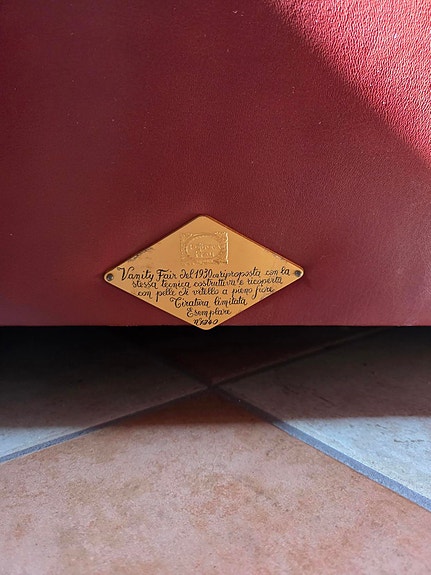 Vanity Fair del 1930 riproposta con la
stessa tecnica costruttiva e ricoperta
con pelle di vitello a pieno fiore
Tiratura limitata
Esemplare